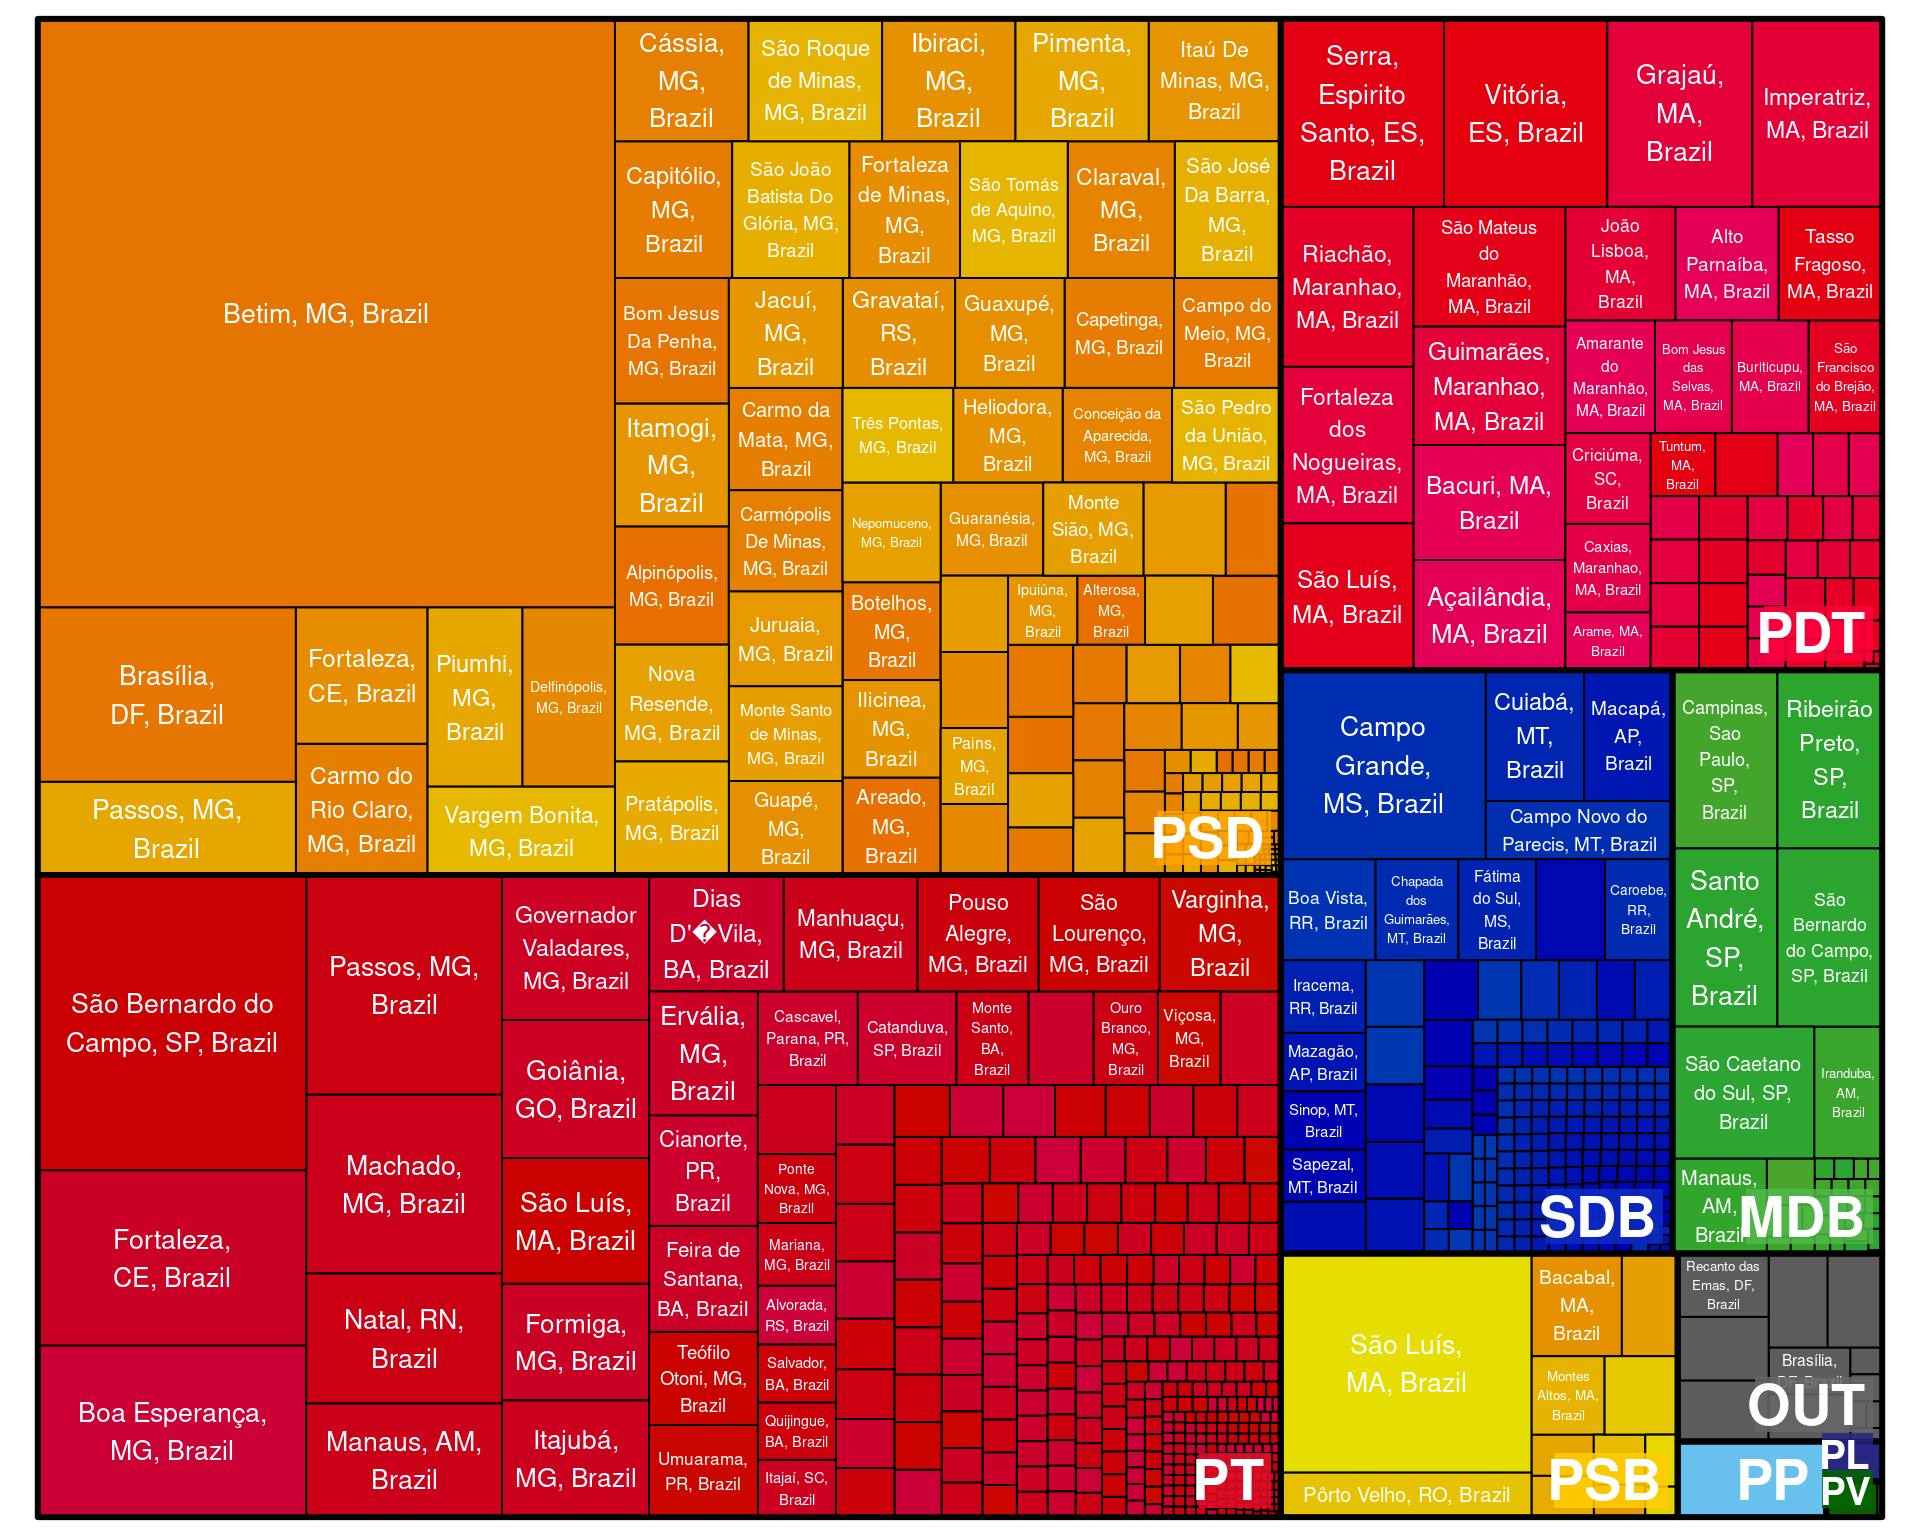 Betim, MG, Brazil
Brasília,
DF, Brazil
Passos, MG,
Brazil
Fortaleza,
CE, Brazil
Carmo do
Rio Claro,
MG, Brazil
Piumhi,
MG,
Brazil
Delfinópolis,
MG, Brazil
Vargem Bonita,
MG, Brazil
Cássia,
MG,
Brazil
São Roque
de Minas,
MG, Brazil
Ibiraci,
MG,
Brazil
Pimenta,
MG,
Brazil
Itaú De
Minas, MG,
Brazil
Capitólio,
MG,
Brazil
São João
Batista Do
Glória, MG,
Brazil
Fortaleza
de Minas,
MG,
Brazil
São Tomás
de Aquino,
MG, Brazil
Claraval,
MG,
Brazil
São José
Da Barra,
MG,
Brazil
Bom Jesus
Da Penha,
MG, Brazil
Itamogi,
MG,
Brazil
Alpinópolis,
MG, Brazil
Nova
Resende,
MG, Brazil
Pratápolis,
MG, Brazil
Jacuí,
MG,
Brazil
Gravataí,
RS,
Brazil
Guaxupé,
MG,
Brazil
Capetinga,
MG, Brazil
Campo do
Meio, MG,
Brazil
Carmo da
Mata, MG,
Brazil
Carmópolis
De Minas,
MG, Brazil
Juruaia,
MG, Brazil
Monte Santo
de Minas,
MG, Brazil
Guapé,
MG,
Brazil
Três Pontas,
MG, Brazil
Heliodora,
MG,
Brazil
Conceição da
Aparecida,
MG, Brazil
São Pedro
da União,
MG, Brazil
Nepomuceno,
MG, Brazil
Guaranésia,
MG, Brazil
Monte
Sião, MG,
Brazil
Botelhos,
MG,
Brazil
Ilicinea,
MG,
Brazil
Areado,
MG,
Brazil
Ipuiúna,
MG,
Brazil
Alterosa,
MG,
Brazil
Pains,
MG,
Brazil
PSD
São Bernardo do
Campo, SP, Brazil
Fortaleza,
CE, Brazil
Boa Esperança,
MG, Brazil
Passos, MG,
Brazil
Machado,
MG, Brazil
Natal, RN,
Brazil
Manaus, AM,
Brazil
Governador
Valadares,
MG, Brazil
Goiânia,
GO, Brazil
São Luís,
MA, Brazil
Formiga,
MG, Brazil
Itajubá,
MG, Brazil
Dias
D'�Vila,
BA, Brazil
Manhuaçu,
MG, Brazil
Pouso
Alegre,
MG, Brazil
São
Lourenço,
MG, Brazil
Varginha,
MG,
Brazil
Ervália,
MG,
Brazil
Cianorte,
PR,
Brazil
Feira de
Santana,
BA, Brazil
Teófilo
Otoni, MG,
Brazil
Umuarama,
PR, Brazil
Cascavel,
Parana, PR,
Brazil
Catanduva,
SP, Brazil
Monte
Santo,
BA,
Brazil
Ouro
Branco,
MG,
Brazil
Viçosa,
MG,
Brazil
Ponte
Nova, MG,
Brazil
Mariana,
MG, Brazil
Alvorada,
RS, Brazil
Salvador,
BA, Brazil
Quijingue,
BA, Brazil
Itajaí, SC,
Brazil
PT
Serra,
Espirito
Santo, ES,
Brazil
Vitória,
ES, Brazil
Grajaú,
MA,
Brazil
Imperatriz,
MA, Brazil
Riachão,
Maranhao,
MA, Brazil
Fortaleza
dos
Nogueiras,
MA, Brazil
São Luís,
MA, Brazil
São Mateus
do
Maranhão,
MA, Brazil
Guimarães,
Maranhao,
MA, Brazil
Bacuri, MA,
Brazil
Açailândia,
MA, Brazil
João
Lisboa,
MA,
Brazil
Alto
Parnaíba,
MA, Brazil
Tasso
Fragoso,
MA, Brazil
Amarante
do
Maranhão,
MA, Brazil
Bom Jesus
das
Selvas,
MA, Brazil
Buriticupu,
MA, Brazil
São
Francisco
do Brejão,
MA, Brazil
Criciúma,
SC,
Brazil
Tuntum,
MA,
Brazil
Caxias,
Maranhao,
MA, Brazil
Arame, MA,
Brazil
PDT
Campo
Grande,
MS, Brazil
Cuiabá,
MT,
Brazil
Macapá,
AP,
Brazil
Campo Novo do
Parecis, MT, Brazil
Boa Vista,
RR, Brazil
Chapada
dos
Guimarães,
MT, Brazil
Fátima
do Sul,
MS,
Brazil
Caroebe,
RR,
Brazil
Iracema,
RR, Brazil
Mazagão,
AP, Brazil
Sinop, MT,
Brazil
Sapezal,
MT, Brazil
SDB
Campinas,
Sao
Paulo,
SP,
Brazil
Ribeirão
Preto,
SP,
Brazil
Santo
André,
SP,
Brazil
São
Bernardo
do Campo,
SP, Brazil
São Caetano
do Sul, SP,
Brazil
Iranduba,
AM,
Brazil
Manaus,
AM,
Brazil
MDB
São Luís,
MA, Brazil
Pôrto Velho, RO, Brazil
Bacabal,
MA,
Brazil
Montes
Altos, MA,
Brazil
PSB
Recanto das
Emas, DF,
Brazil
Brasília,
DF, Brazil
OUT
PP
PL
PV